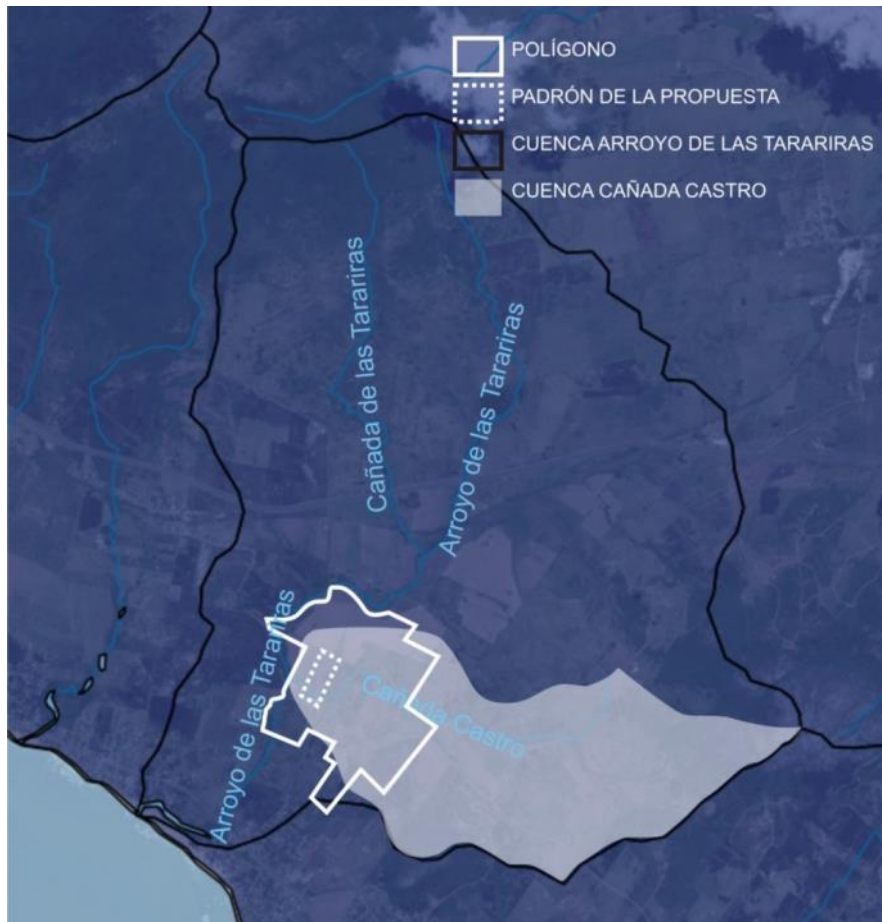 POLÍGONO
PADRÓN DE LA PROPUESTA
CUENCA ARROYO DE LAS TARARIRAS
CUENCA CAÑADA CASTRO
Cañada de las Tarariras
Arroyo de las Tarariras
Arroyo de las Tarariras
Cañada Castro